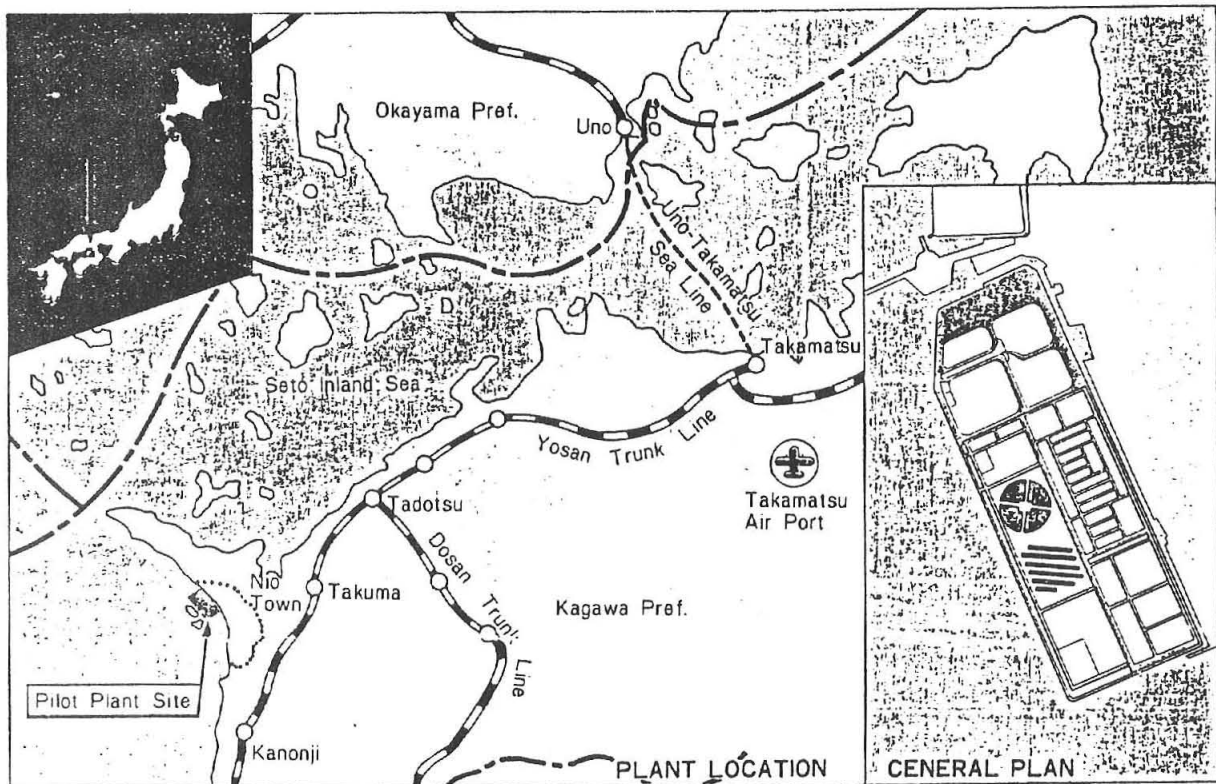 Okayama Pref.
Uno
Uno-Takamatsu
Sea Line
Takamatsu
Seto Inland Sea
Yosan Trunk Line
Takamatsu
Air Port
Tadotsu
Dosan Trunk Line
Nio
Town
Takuma
Kagawa Pref.
Pilot Plant Site
Kanonji
PLANT LOCATION
GENERAL PLAN